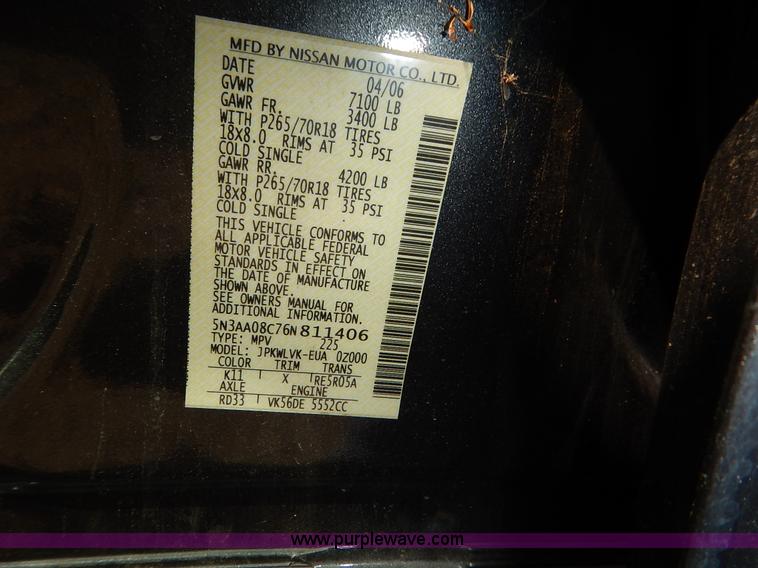 MFD BY NISSAN MOTOR CO., LTD.
DATE 04/06
GVWR 7100 LB
GAWR FR. 3400 LB
WITH P265/70R18 TIRES
18X8.0 RIMS AT 35 PSI
COLD SINGLE
GAWR RR. 4200 LB
WITH P265/70R18 TIRES
18X8.0 RIMS AT 35 PSI
COLD SINGLE
THIS VEHICLE CONFORMS TO
ALL APPLICABLE FEDERAL
MOTOR VEHICLE SAFETY
STANDARDS IN EFFECT ON
THE DATE OF MANUFACTURE
SHOWN ABOVE.
SEE OWNERS MANUAL FOR
ADDITIONAL INFORMATION.
5N3AA08C76N811406
TYPE: MPV 225
MODEL: JPKWLVK-EUA 0Z000
COLOR TRIM TRANS
K11 X RE5R05A
AXLE ENGINE
RD33 VK56DE 5552CC
www.purplewave.com